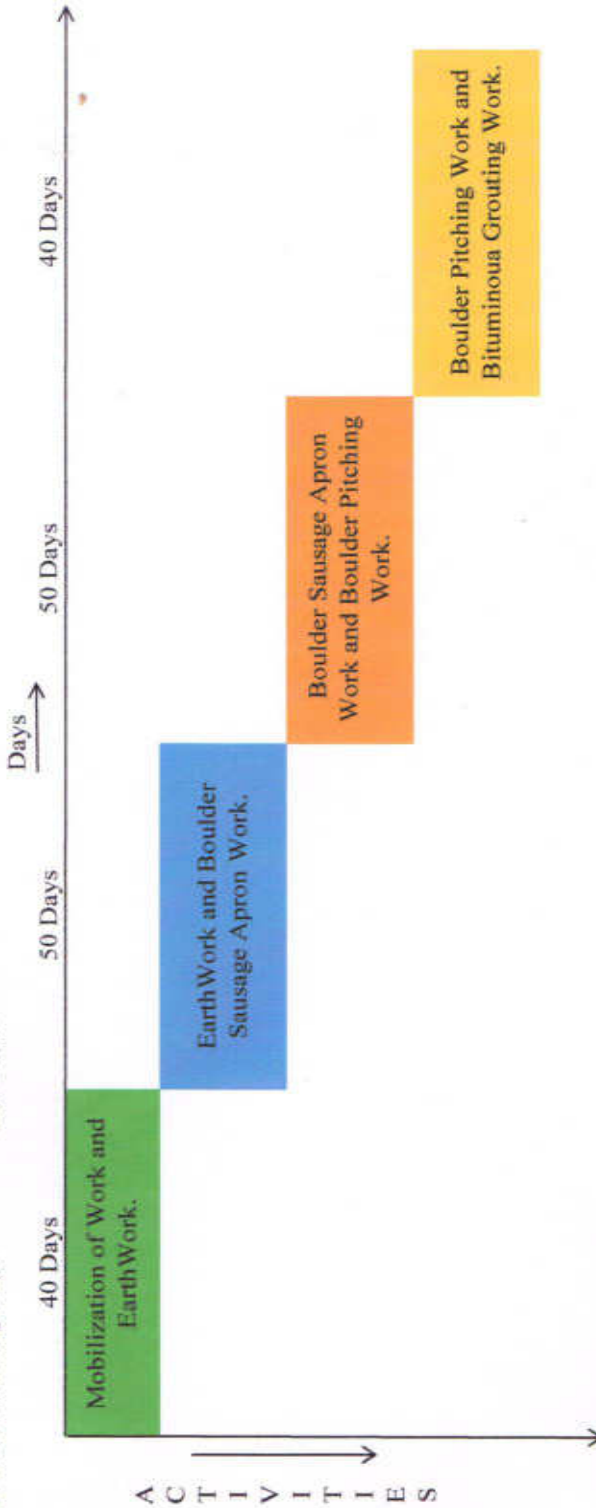 Days
40 Days
50 Days
50 Days
40 Days
ACTIVITIES
Mobilization of Work and
EarthWork.
EarthWork and Boulder
Sausage Apron Work.
Boulder Sausage Apron
Work and Boulder Pitching
Work.
Boulder Pitching Work and
Bituminoua Grouting Work.